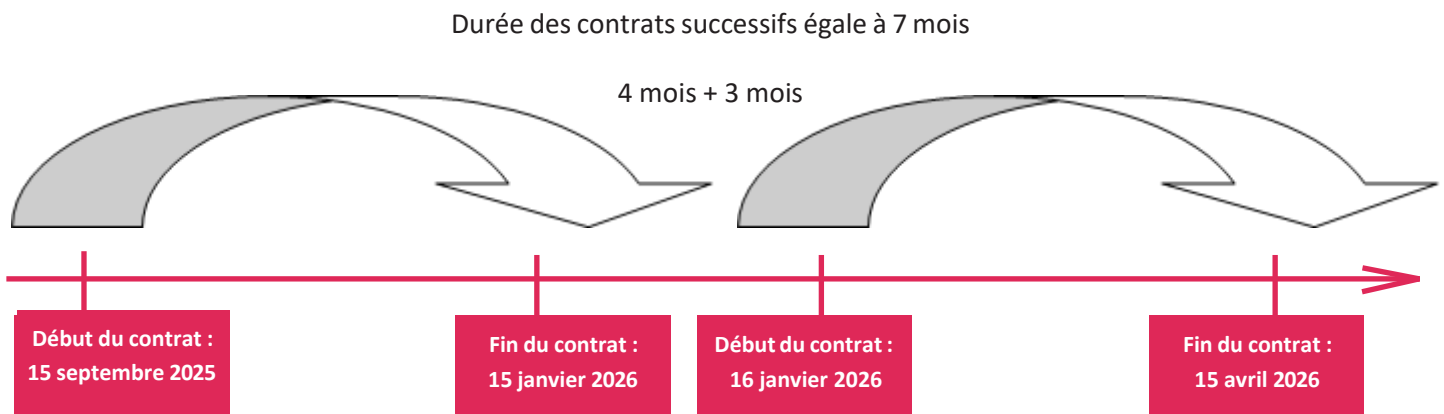 Durée des contrats successifs égale à 7 mois
4 mois + 3 mois
Début du contrat :
15 septembre 2025
Fin du contrat :
15 janvier 2026
Début du contrat :
16 janvier 2026
Fin du contrat :
15 avril 2026